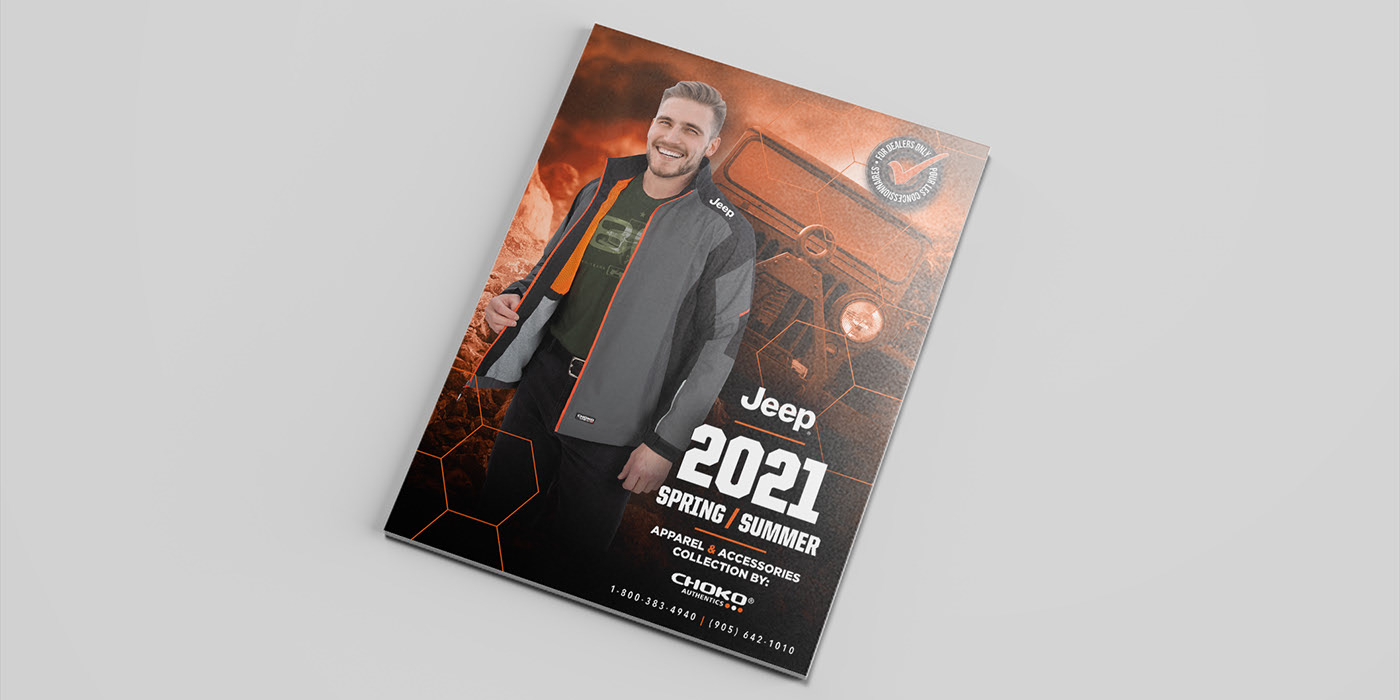 FOR DEALERS ONLY • POUR LES CONCESSIONNAIRES •
Jeep
Jeep
2021
SPRING / SUMMER
APPAREL & ACCESSORIES
COLLECTION BY:
CHOKO®
AUTHENTICS
1-800-383-4940 | (905) 642-1010